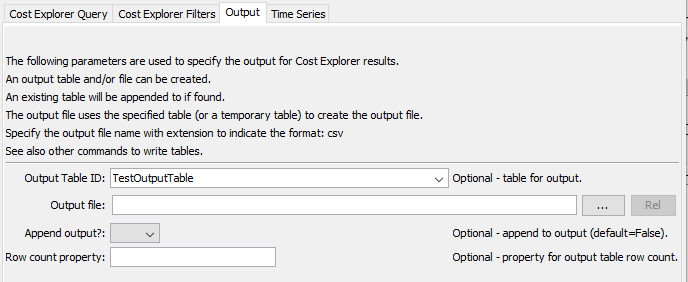 Cost Explorer Query Cost Explorer Filters Output Time Series
The following parameters are used to specify the output for Cost Explorer results.
An output table and/or file can be created.
An existing table will be appended to if found.
The output file uses the specified table (or a temporary table) to create the output file.
Specify the output file name with extension to indicate the format: csv
See also other commands to write tables.
Output Table ID: TestOutputTable Optional - table for output.
Output file: ... Rel
Append output?: Optional - append to output (default=False).
Row count property: Optional - property for output table row count.